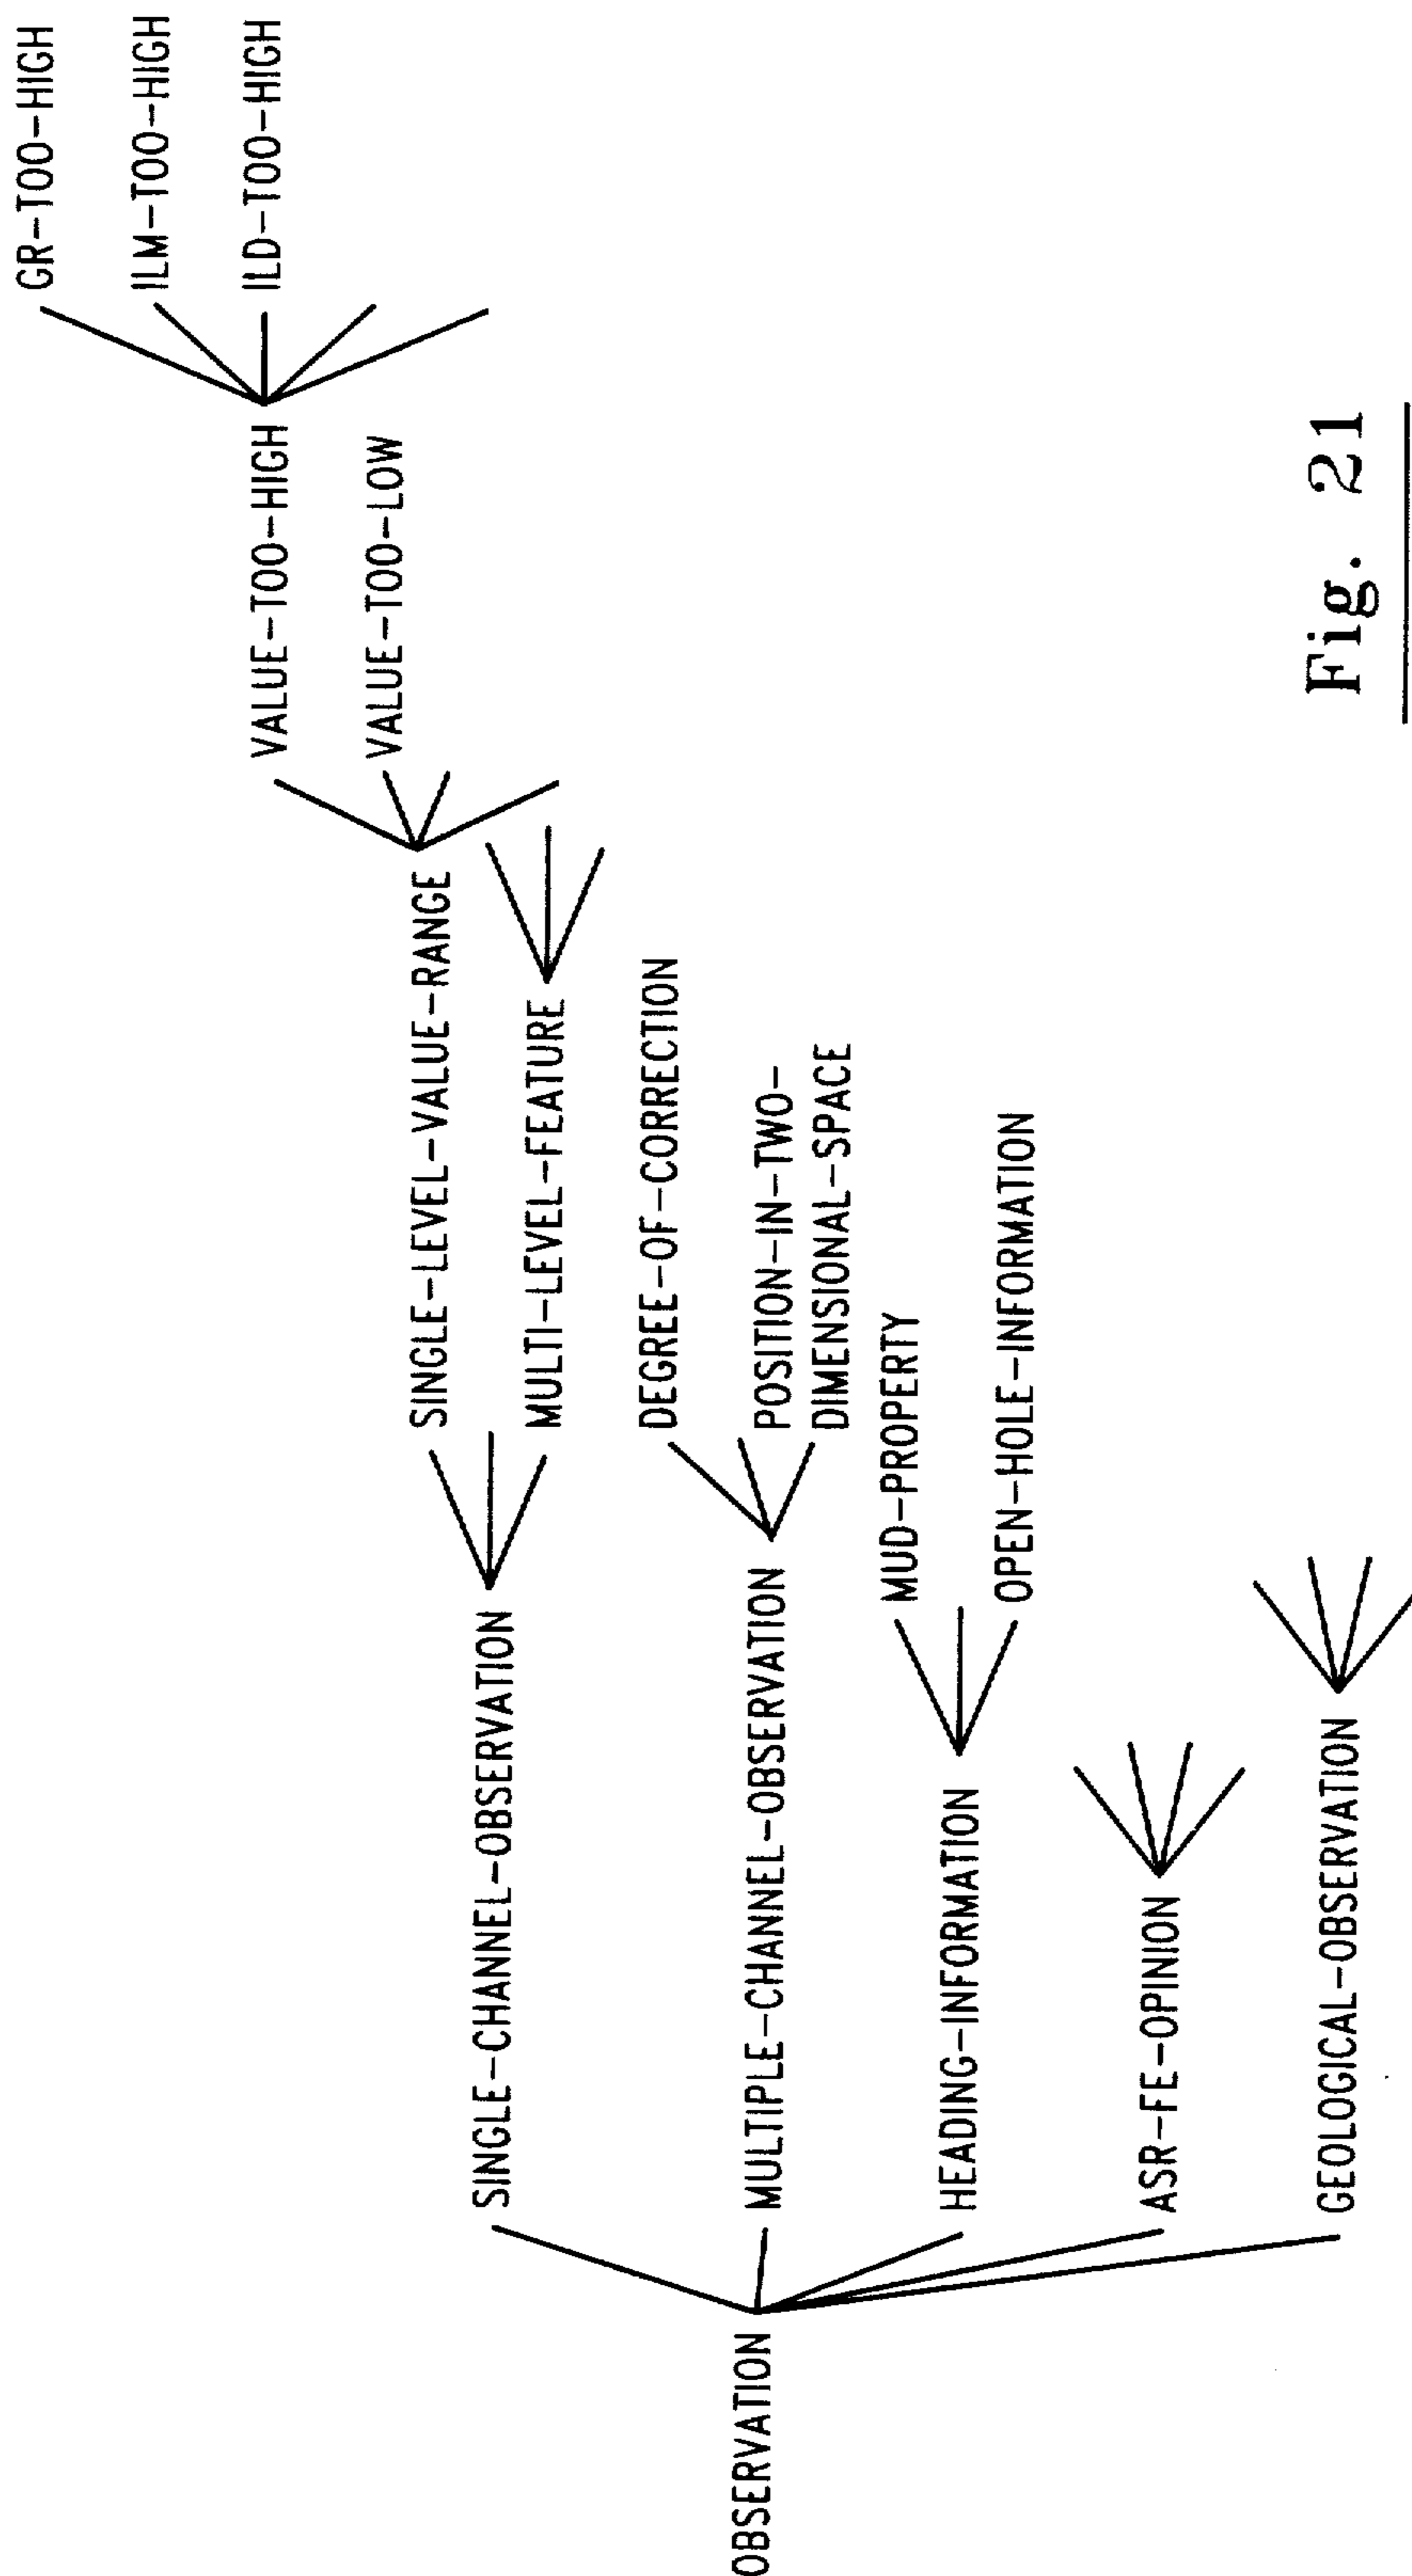 OBSERVATION
SINGLE-CHANNEL-OBSERVATION
MULTIPLE-CHANNEL-OBSERVATION
HEADING-INFORMATION
ASR-FE-OPINION
GEOLOGICAL-OBSERVATION
SINGLE-LEVEL-VALUE-RANGE
MULTI-LEVEL-FEATURE
DEGREE-OF-CORRECTION
POSITION-IN-TWO-
DIMENSIONAL-SPACE
MUD-PROPERTY
OPEN-HOLE-INFORMATION
VALUE-TOO-HIGH
VALUE-TOO-LOW
GR-TOO-HIGH
ILM-TOO-HIGH
ILD-TOO-HIGH
Fig. 21